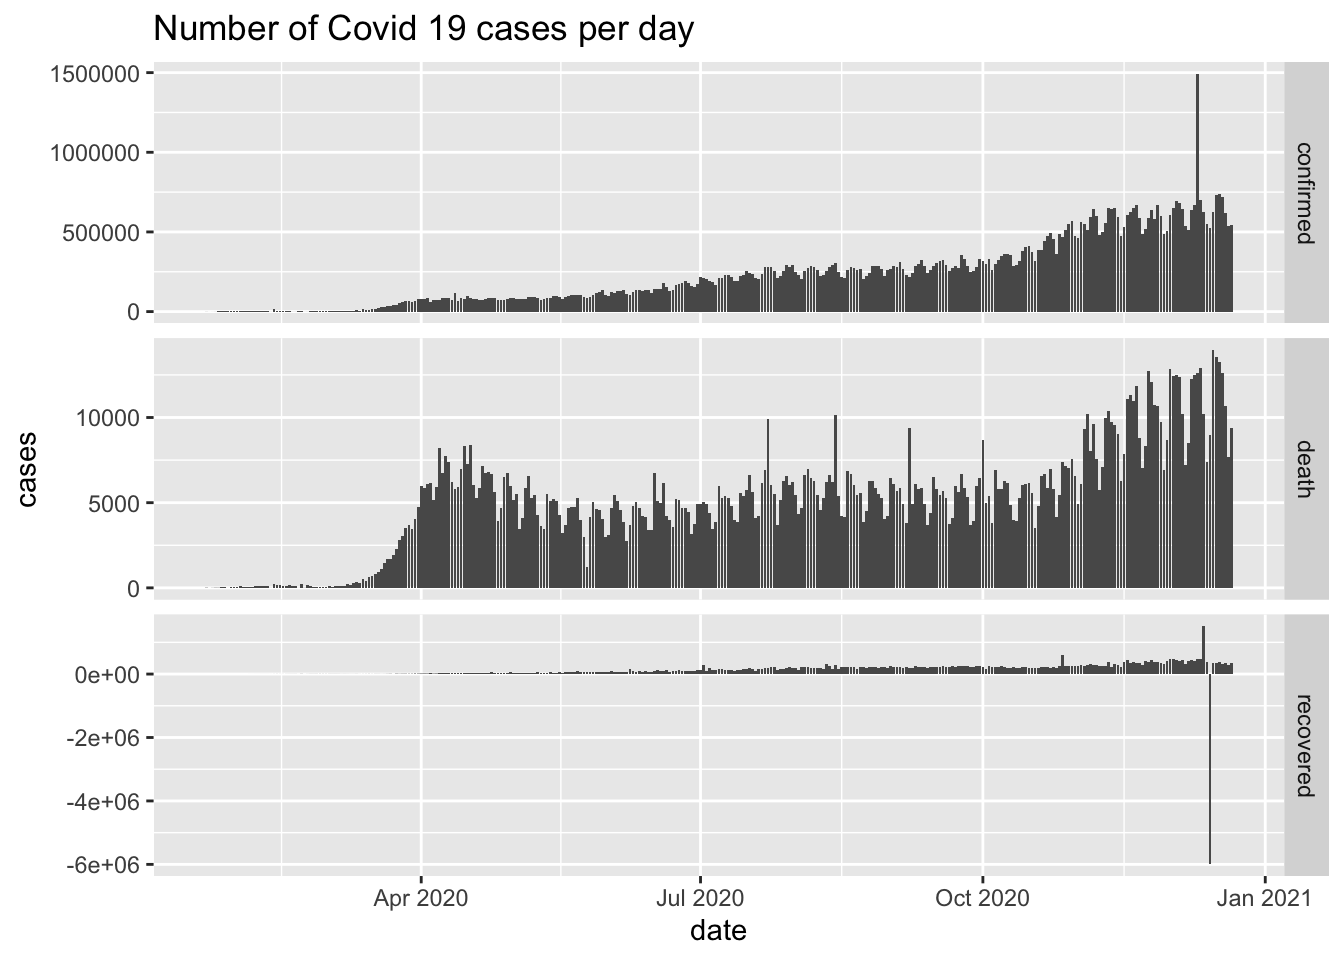 Number of Covid 19 cases per day
1500000
1000000
500000
0
confirmed
10000
5000
0
death
cases
0e+00
-2e+06
-4e+06
-6e+06
recovered
Apr 2020
Jul 2020
Oct 2020
Jan 2021
date